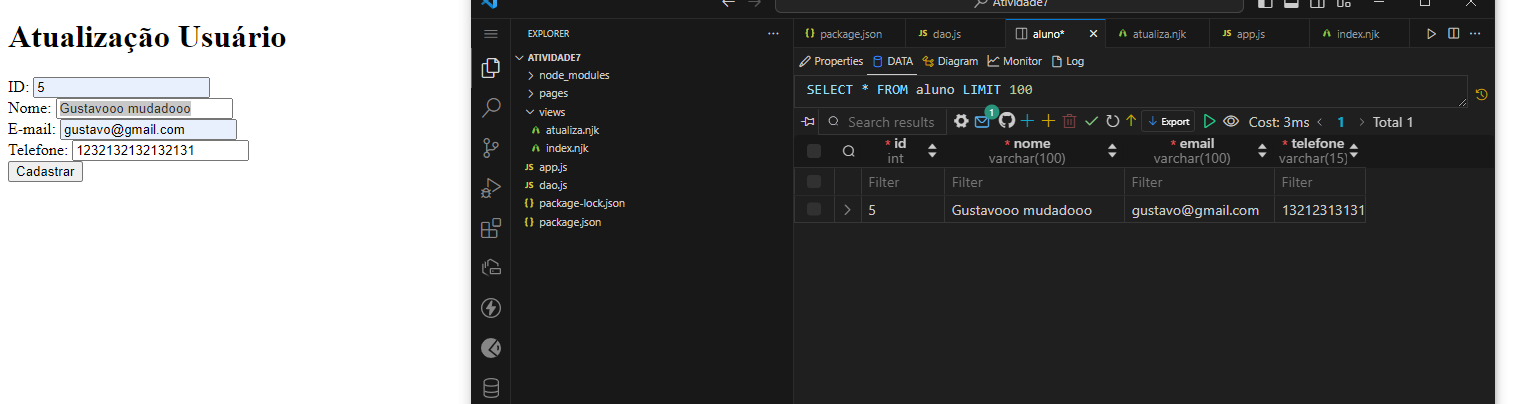 Atualização Usuário
ID: 5
Nome: Gustavooo mudadooo
E-mail: gustavo@gmail.com
Telefone: 1232132132132131
Cadastrar
Atividade7
EXPLORER
ATIVIDADE7
node_modules
pages
views
atualiza.njk
index.njk
JS app.js
JS dao.js
{} package-lock.json
{} package.json
{} package.json JS dao.js aluno* atualiza.njk JS app.js index.njk
Properties DATA Diagram Monitor Log
SELECT * FROM aluno LIMIT 100
Search results 1 Export Cost: 3ms 1 Total 1
* id * nome * email * telefone
int varchar(100) varchar(100) varchar(15)
Filter Filter Filter Filter
5 Gustavooo mudadooo gustavo@gmail.com 13212313131